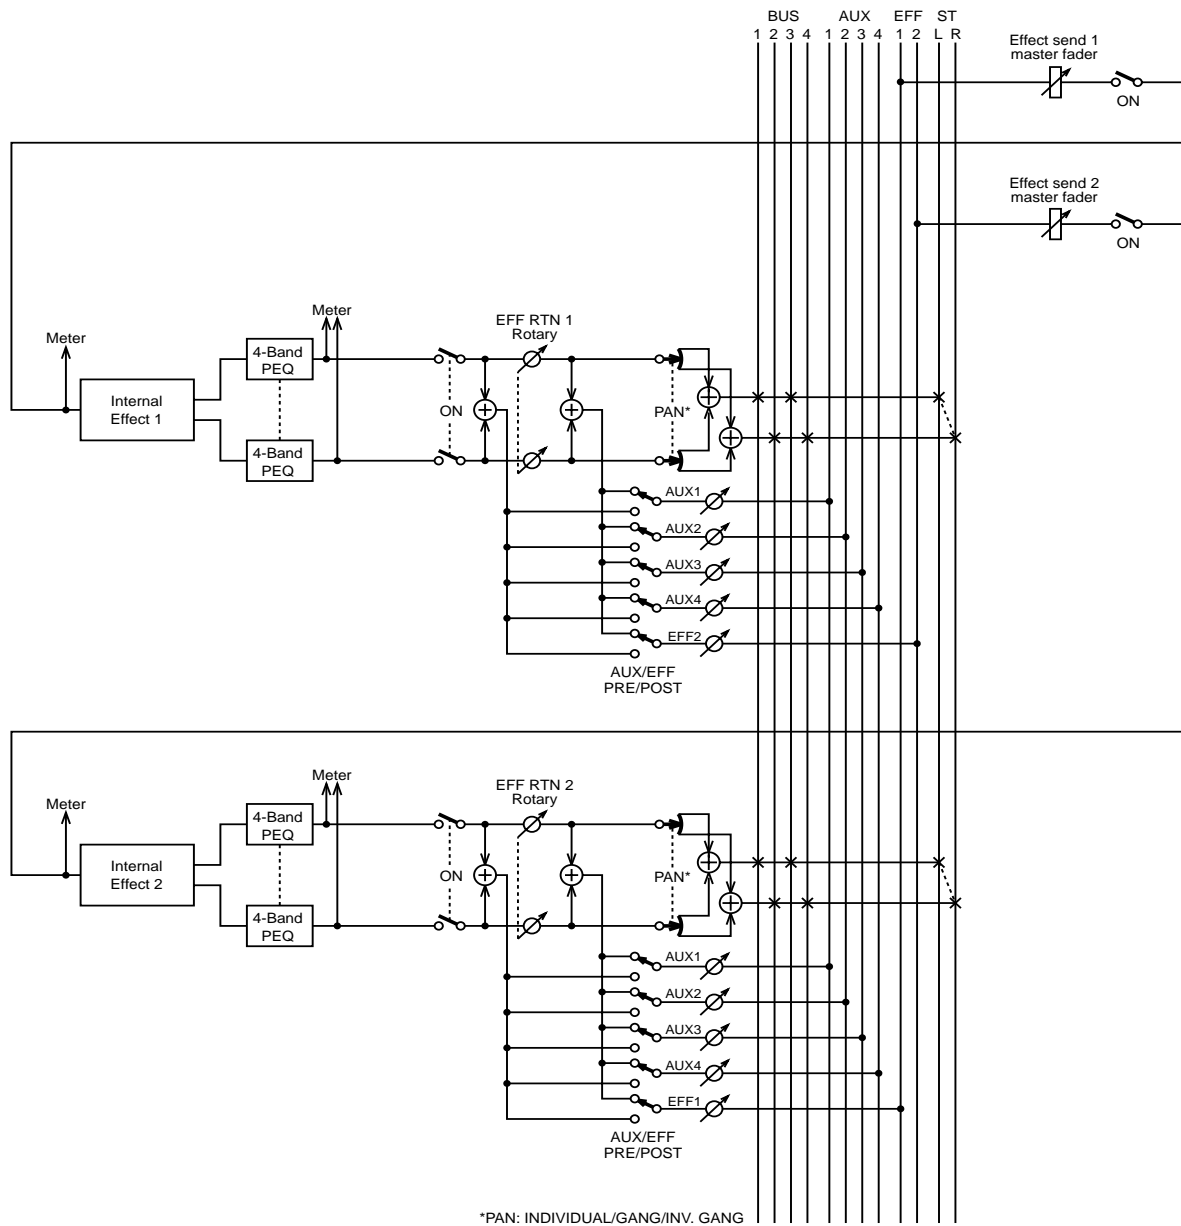 BUS AUX EFF ST
1 2 3 4 1 2 3 4 1 2 L R
Effect send 1
master fader
ON
Effect send 2
master fader
ON
Meter
Internal
Effect 1
4-Band
PEQ
4-Band
PEQ
Meter
ON
EFF RTN 1
Rotary
PAN*
AUX1
AUX2
AUX3
AUX4
EFF2
AUX/EFF
PRE/POST
Meter
Internal
Effect 2
4-Band
PEQ
4-Band
PEQ
Meter
ON
EFF RTN 2
Rotary
PAN*
AUX1
AUX2
AUX3
AUX4
EFF1
AUX/EFF
PRE/POST
*PAN: INDIVIDUAL/GANG/INV. GANG